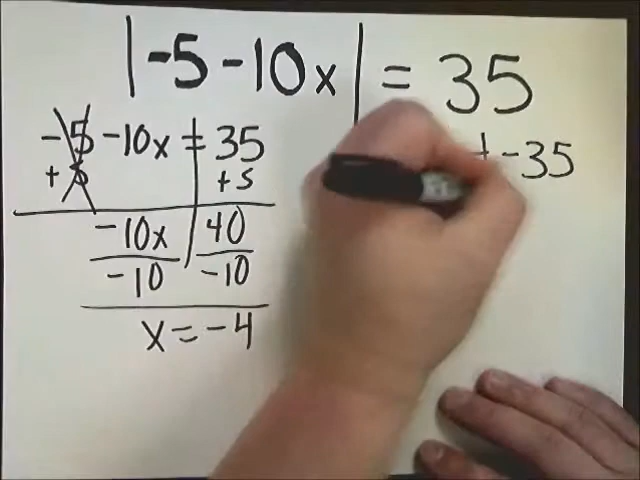 |-5-10x| = 35
-5-10x=35
+5 +5
-10x 40
-10 -10
x=-4
-35